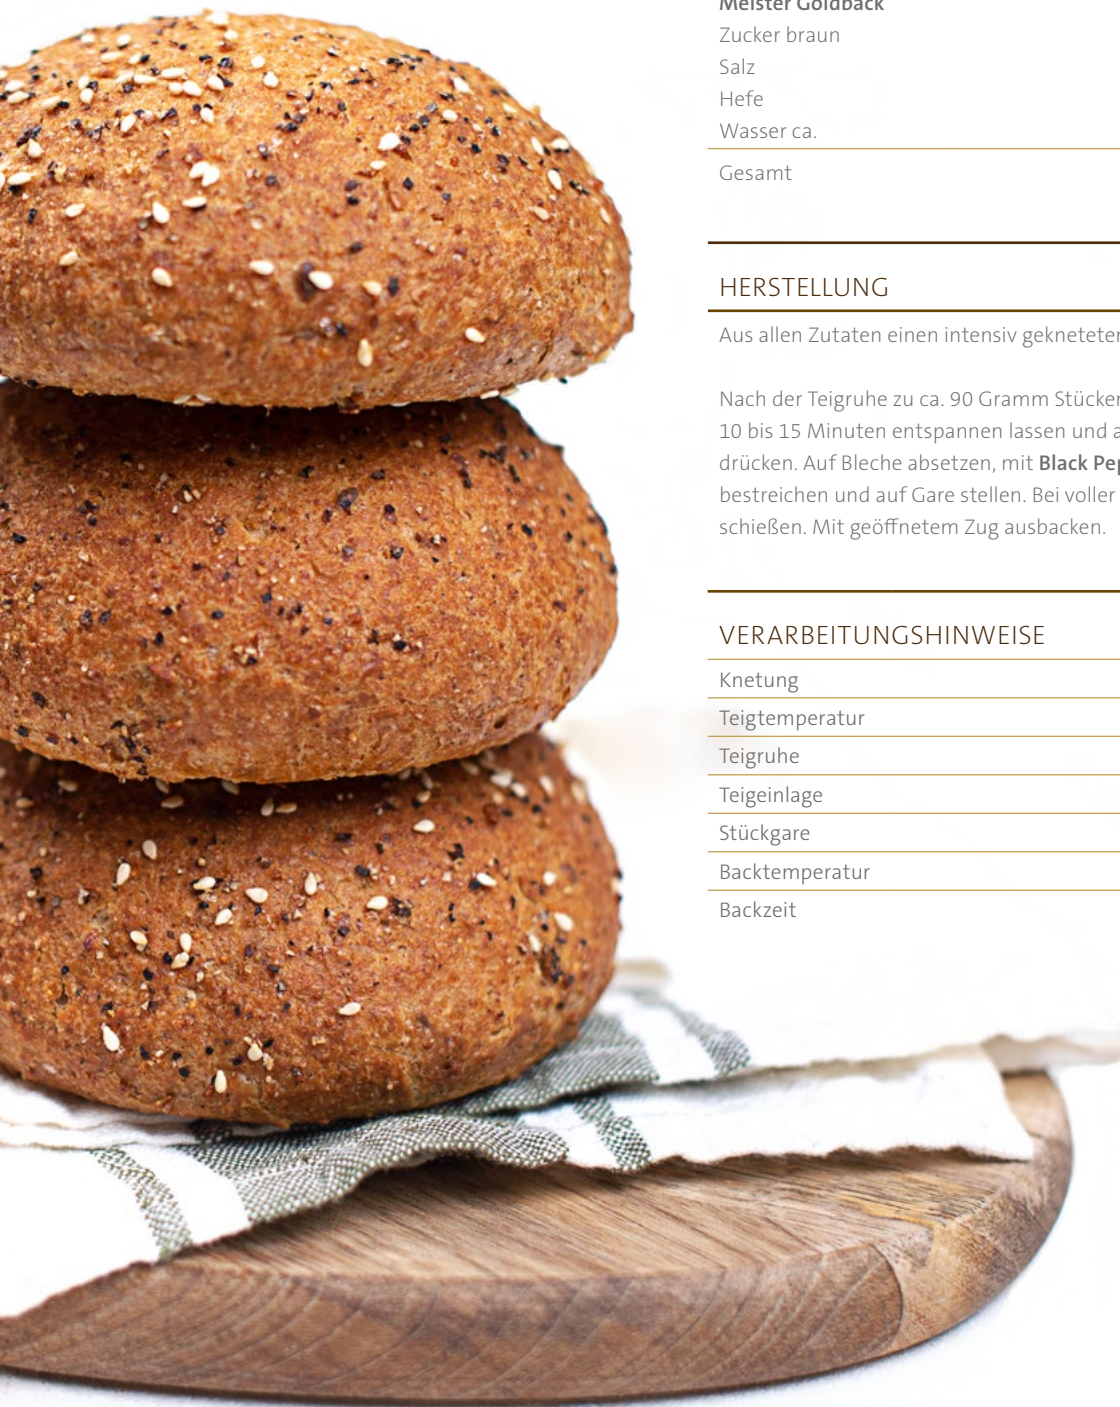 Meister Goldback
Zucker braun
Salz
Hefe
Wasser ca.
Gesamt
HERSTELLUNG
Aus allen Zutaten einen intensiv
Nach der Teigruhe zu ca. 90 Gramm
10 bis 15 Minuten entspannen lassen und
drücken. Auf Bleche absetzen, mit Black
bestreichen und auf Gare stellen. Bei voller
schießen. Mit geöffnetem Zug ausbacken.
VERARBEITUNGSHINWEISE
Knetung
Teigtemperatur
Teigruhe
Teigeinlage
Stückgare
Backtemperatur
Backzeit